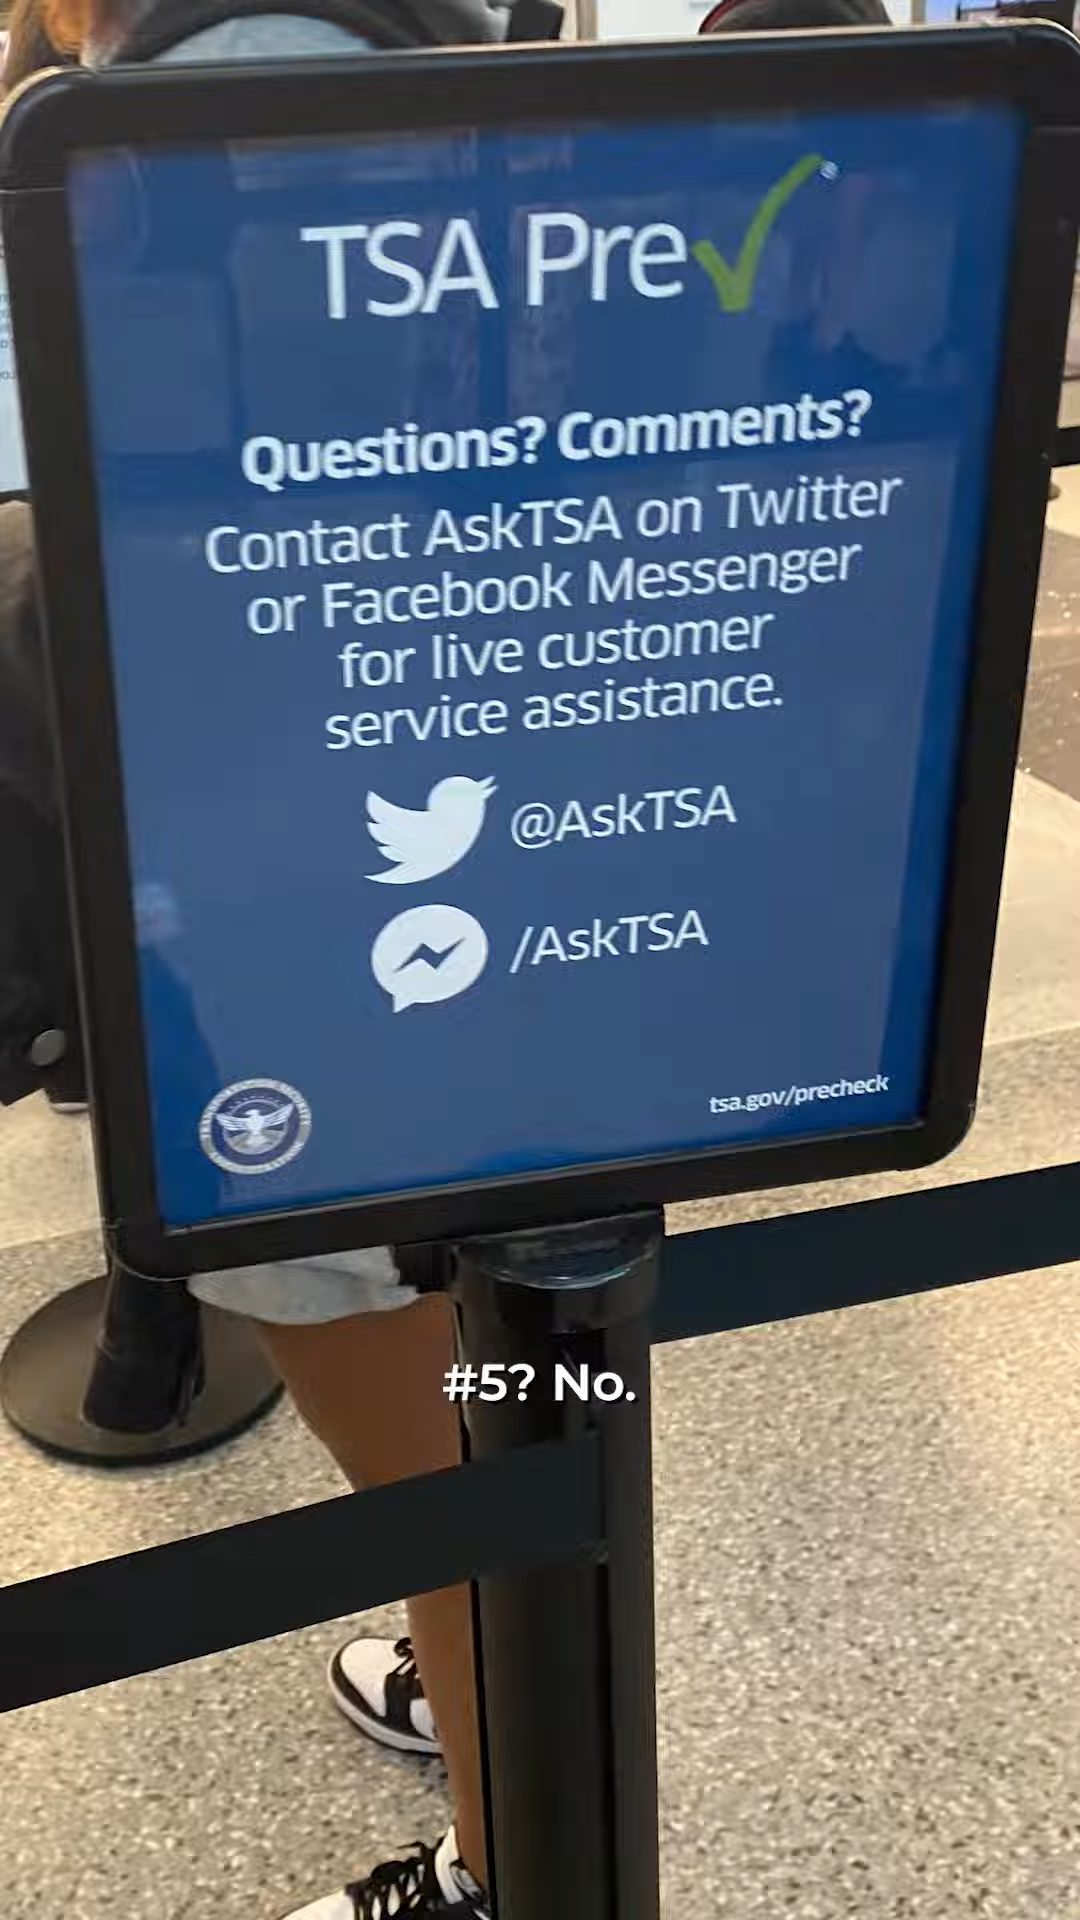 TSA Pre✓®
Questions? Comments?
Contact AskTSA on Twitter
or Facebook Messenger
for live customer
service assistance.
@AskTSA
/AskTSA
tsa.gov/precheck
#5? No.